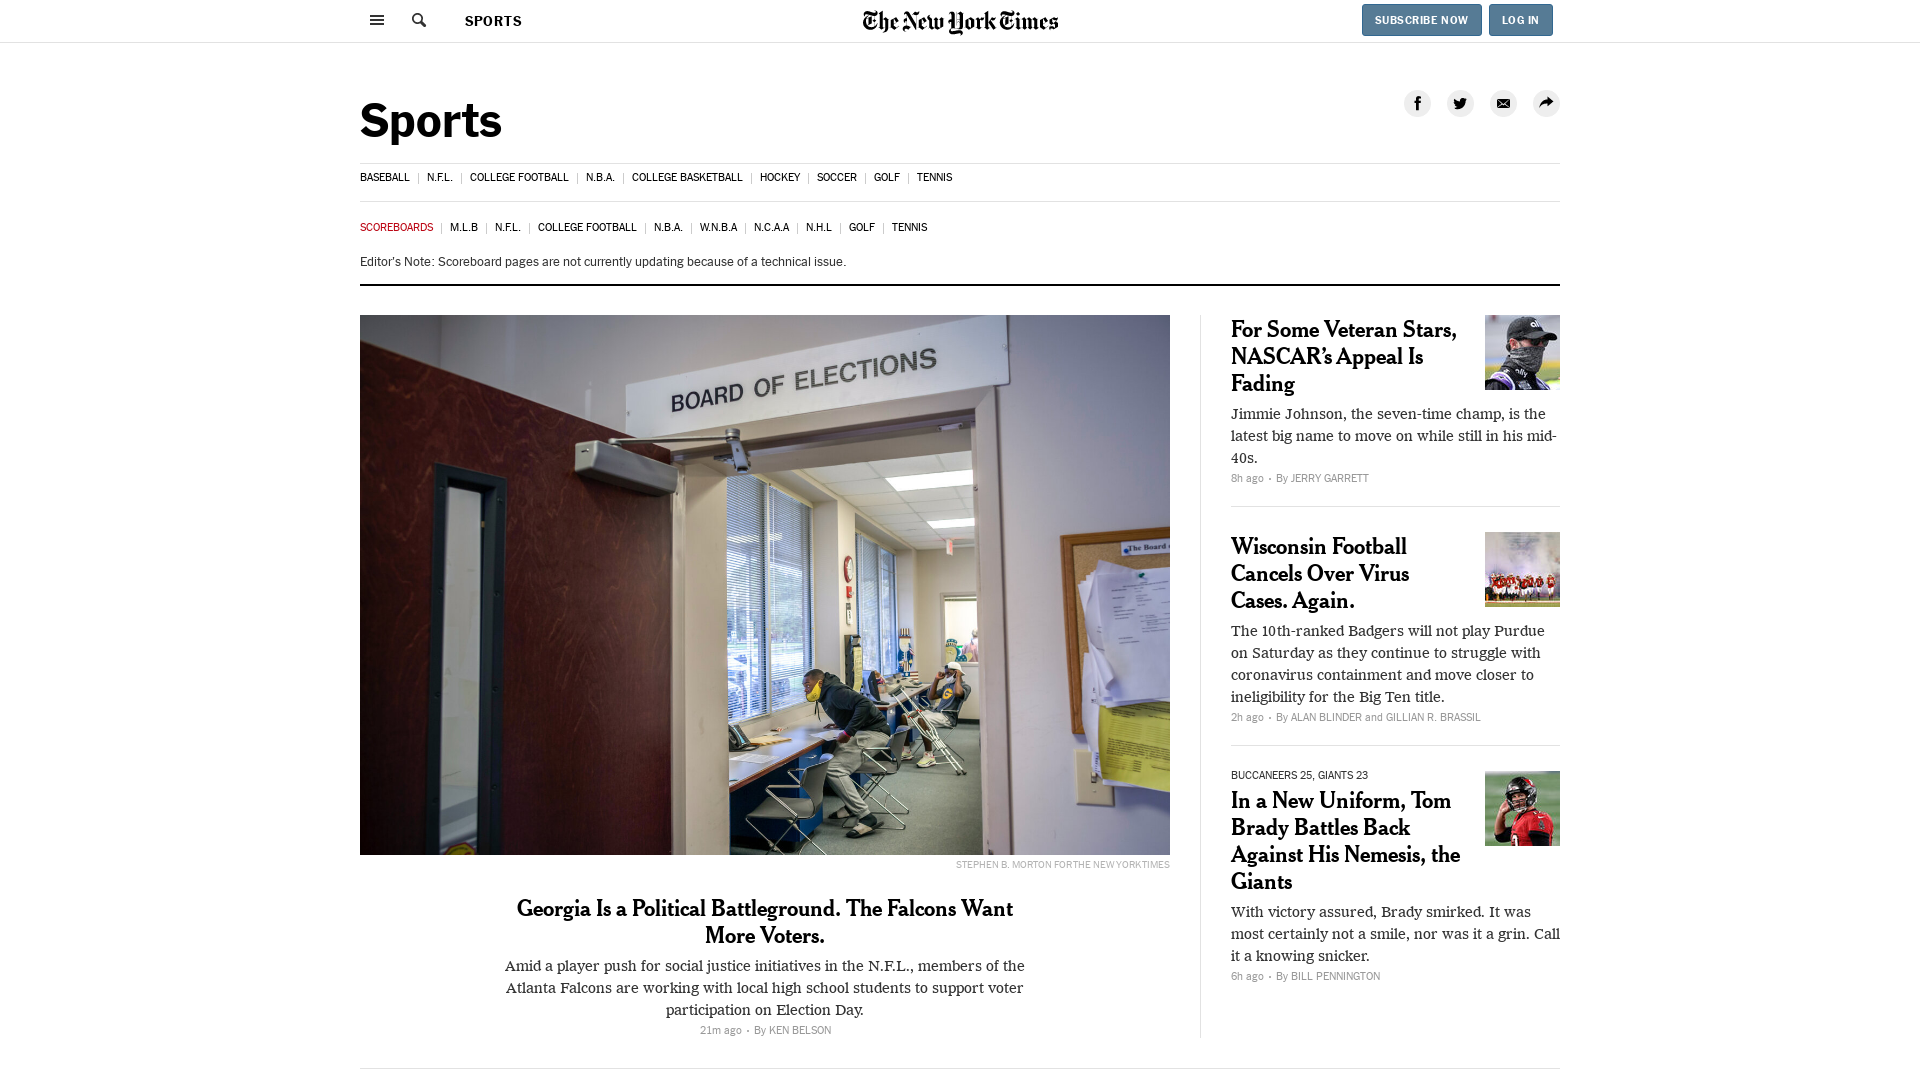 SPORTS
The New York Times
SUBSCRIBE NOW
LOG IN
Sports
BASEBALL
N.F.L.
COLLEGE FOOTBALL
N.B.A.
COLLEGE BASKETBALL
HOCKEY
SOCCER
GOLF
TENNIS
SCOREBOARDS
M.L.B
N.F.L.
COLLEGE FOOTBALL
N.B.A.
W.N.B.A
N.C.A.A
N.H.L
GOLF
TENNIS
Editor's Note: Scoreboard pages are not currently updating because of a technical issue.
BOARD OF ELECTIONS
The Board
STEPHEN B. MORTON FOR THE NEW YORK TIMES
Georgia Is a Political Battleground. The Falcons Want
More Voters.
Amid a player push for social justice initiatives in the N.F.L., members of the
Atlanta Falcons are working with local high school students to support voter
participation on Election Day.
21m ago • By KEN BELSON
For Some Veteran Stars,
NASCAR’s Appeal Is
Fading
Jimmie Johnson, the seven-time champ, is the
latest big name to move on while still in his mid-
40s.
8h ago • By JERRY GARRETT
ally
Wisconsin Football
Cancels Over Virus
Cases. Again.
The 10th-ranked Badgers will not play Purdue
on Saturday as they continue to struggle with
coronavirus containment and move closer to
ineligibility for the Big Ten title.
2h ago • By ALAN BLINDER and GILLIAN R. BRASSIL
BUCCANEERS 25, GIANTS 23
In a New Uniform, Tom
Brady Battles Back
Against His Nemesis, the
Giants
With victory assured, Brady smirked. It was
most certainly not a smile, nor was it a grin. Call
it a knowing snicker.
6h ago • By BILL PENNINGTON